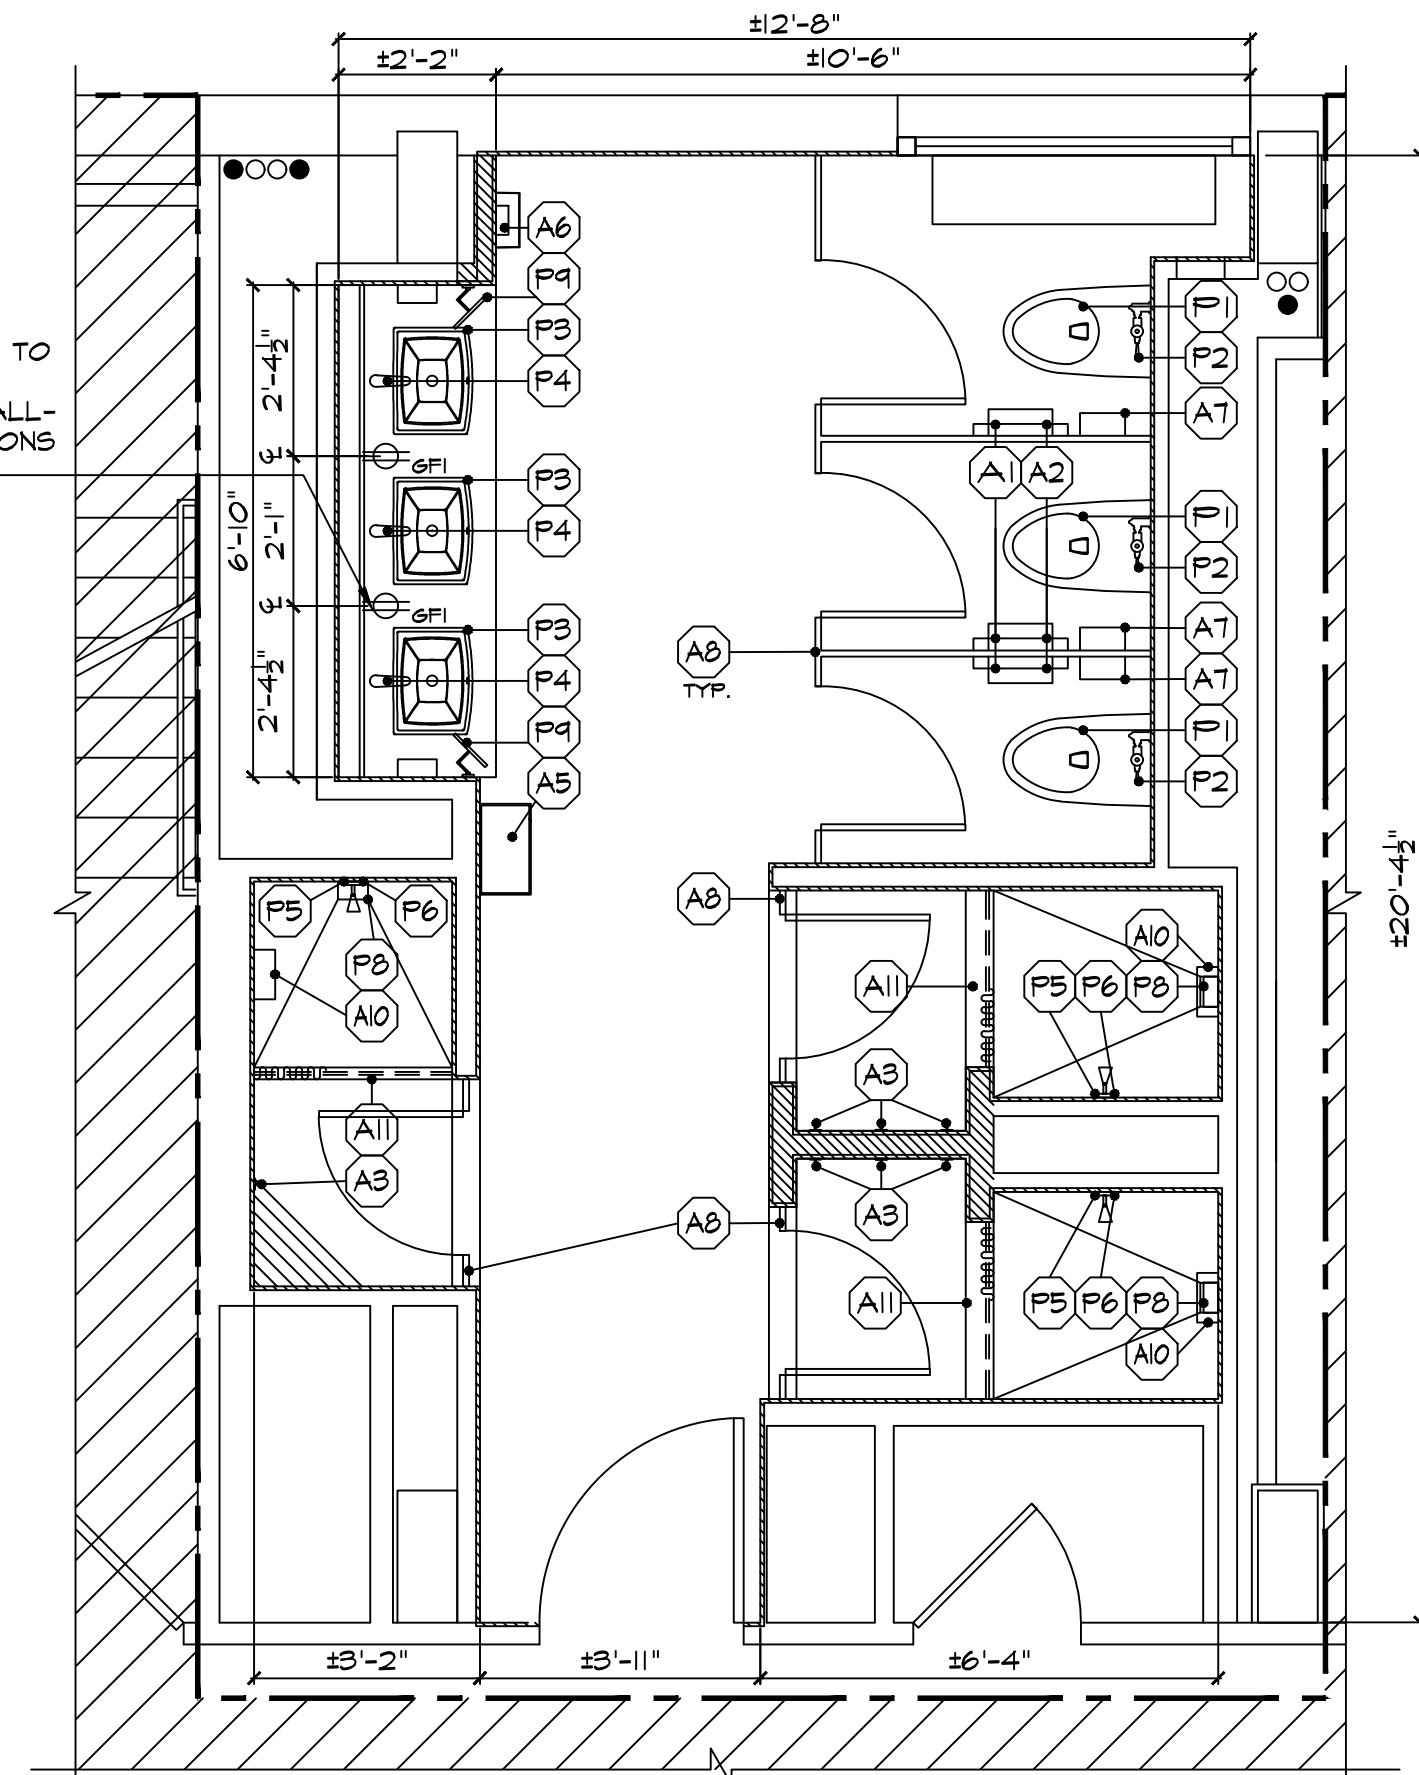 ±12'-8"
±2'-2" ±10'-6"
A6
P9
P3
P4
P1
P2
A7
TO
ALL-
ONS
2'-4½"
℄
GFI
A1 A2
P3
P4
P1
P2
6'-10"
2'-1"
℄
GFI
P3
P4
P9
A5
A8
TYP.
A7
A7
P1
P2
2'-4½"
±20'-4½"
P5 P6
P8
A10
A8
A10
A11
P5 P6 P8
A3
A11
A3
A8
A3
A11
P5 P6 P8
A10
±3'-2" ±3'-11" ±6'-4"